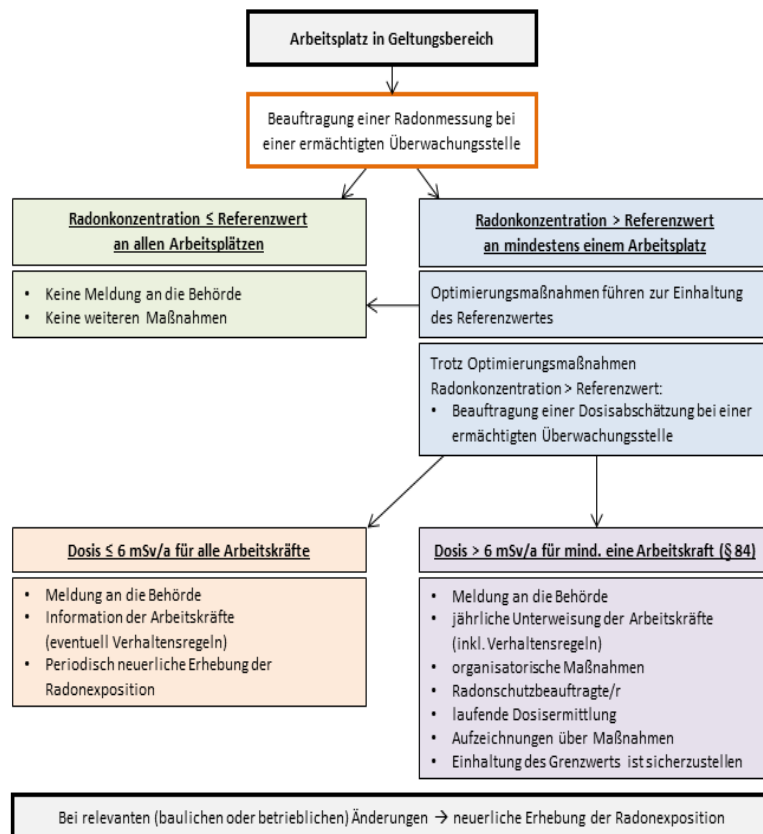 Arbeitsplatz in Geltungsbereich
Beauftragung einer Radonmessung bei
einer ermächtigten Überwachungsstelle
Radonkonzentration ≤ Referenzwert
an allen Arbeitsplätzen
• Keine Meldung an die Behörde
• Keine weiteren Maßnahmen
Radonkonzentration > Referenzwert
an mindestens einem Arbeitsplatz
Optimierungsmaßnahmen führen zur Einhaltung
des Referenzwertes
Trotz Optimierungsmaßnahmen
Radonkonzentration > Referenzwert:
• Beauftragung einer Dosisabschätzung bei einer
ermächtigten Überwachungsstelle
Dosis ≤ 6 mSv/a für alle Arbeitskräfte
• Meldung an die Behörde
• Information der Arbeitskräfte
(eventuell Verhaltensregeln)
• Periodisch neuerliche Erhebung der
Radonexposition
Dosis > 6 mSv/a für mind. eine Arbeitskraft (§ 84)
• Meldung an die Behörde
• jährliche Unterweisung der Arbeitskräfte
(inkl. Verhaltensregeln)
• organisatorische Maßnahmen
• Radonschutzbeauftragte/r
• laufende Dosisermittlung
• Aufzeichnungen über Maßnahmen
• Einhaltung des Grenzwerts ist sicherzustellen
Bei relevanten (baulichen oder betrieblichen) Änderungen → neuerliche Erhebung der Radonexposition